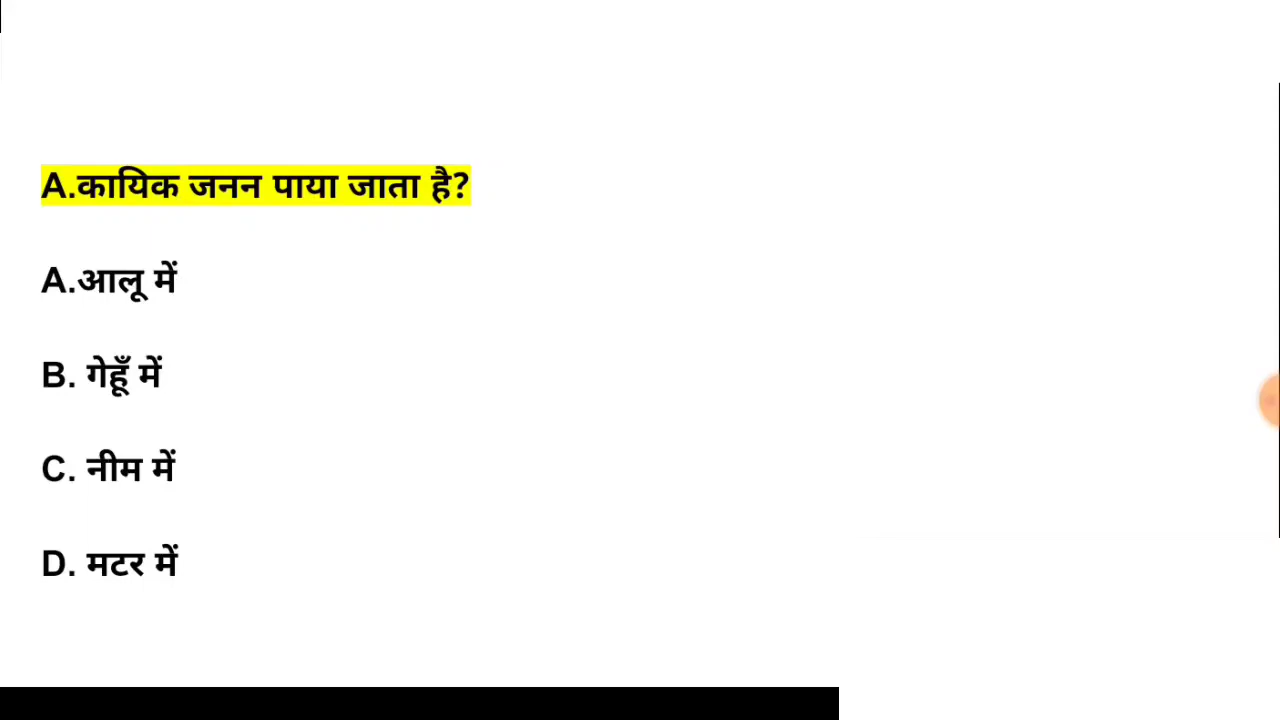 A.कायिक जनन पाया जाता है?
A.आलू में
B. गेहूँ में
C. नीम में
D. मटर में